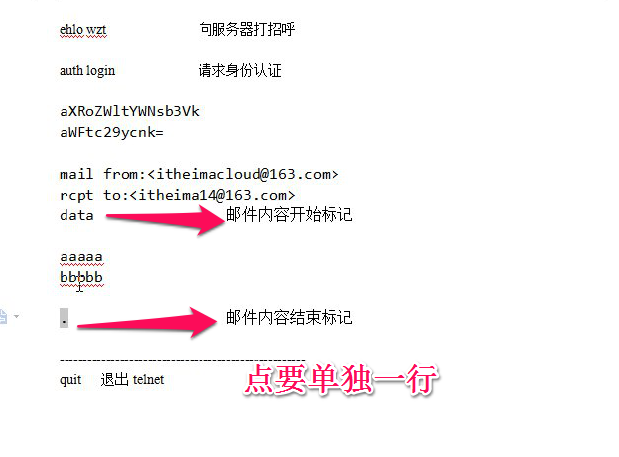 ehlo wzt 句服务器打招呼
auth login 请求身份认证
aXRoZWltYWNsb3Vk
aWFtc29ycnk=
mail from:<itheimacloud@163.com>
rcpt to:<itheima14@163.com>
data 邮件内容开始标记
aaaaa
bbbbb
. 邮件内容结束标记
--------------------------------------------------
quit 退出 telnet
点要单独一行